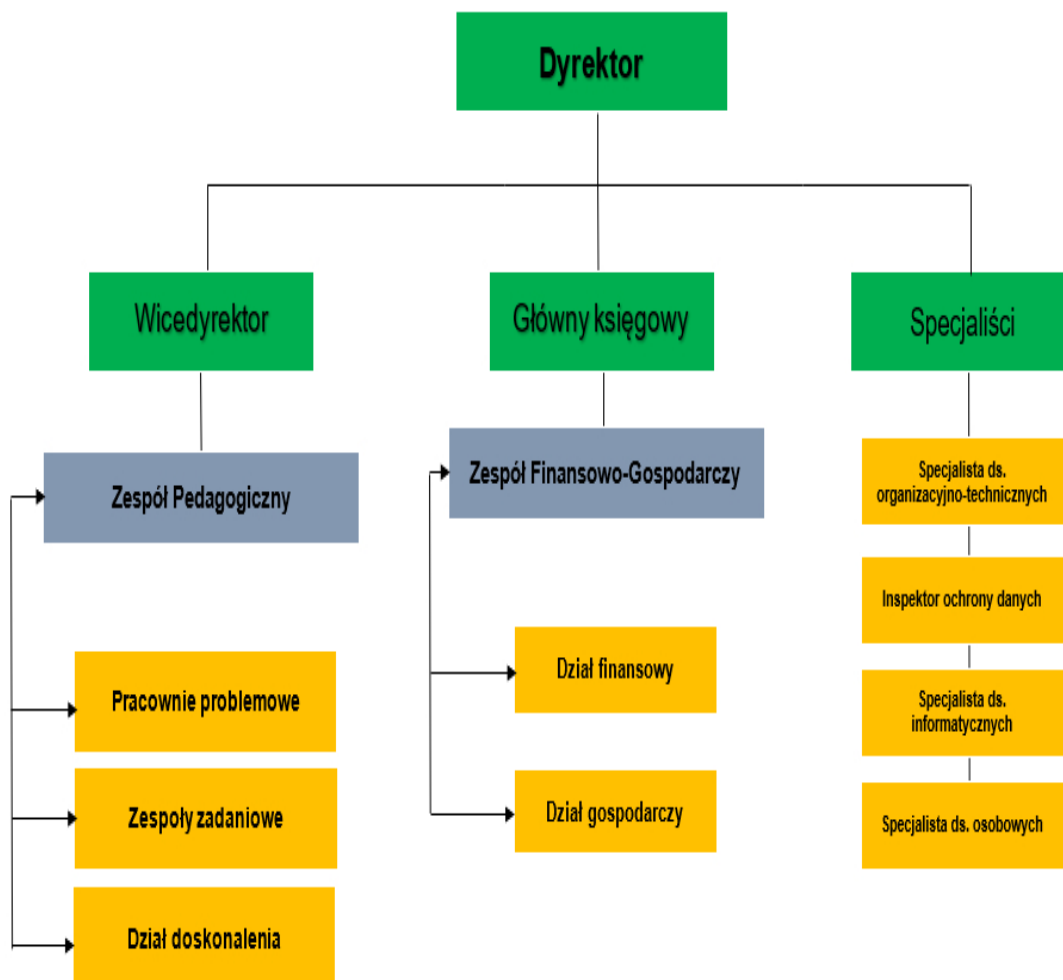 Dyrektor
Wicedyrektor
Główny księgowy
Specjaliści
Zespół Pedagogiczny
Pracownie problemowe
Zespoły zadaniowe
Dział doskonalenia
Zespół Finansowo-Gospodarczy
Dział finansowy
Dział gospodarczy
Specjalista ds.
organizacyjno-technicznych
Inspektor ochrony danych
Specjalista ds.
informatycznych
Specjalista ds. osobowych